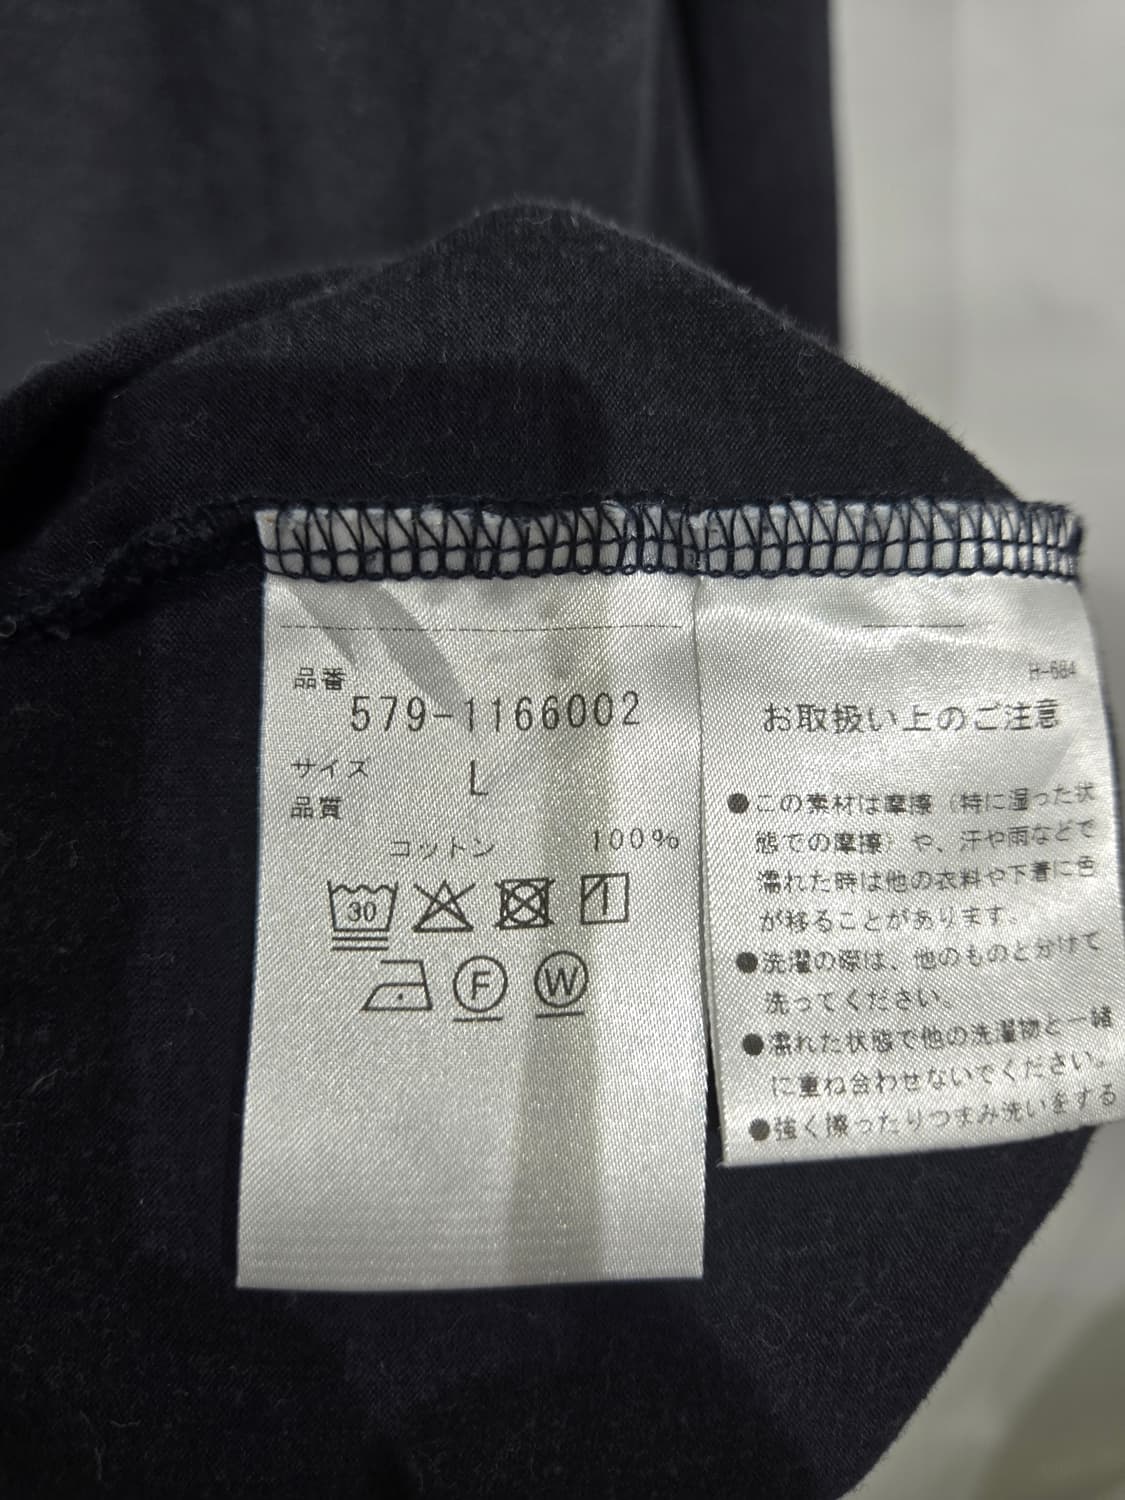 品番
579-1166002
サイズ L
品質
コットン 100%
30
F W
H-684
お取扱い上のご注意
●この素材は摩擦（特に湿った状
態での摩擦）や、汗や雨などで
濡れた時は他の衣料や下着に色
が移ることがあります。
●洗濯の際は、他のものと分けて
洗ってください。
●濡れた状態で他の洗濯物と一緒
に重ね合わせないでください。
●強く擦ったりつまみ洗いをする